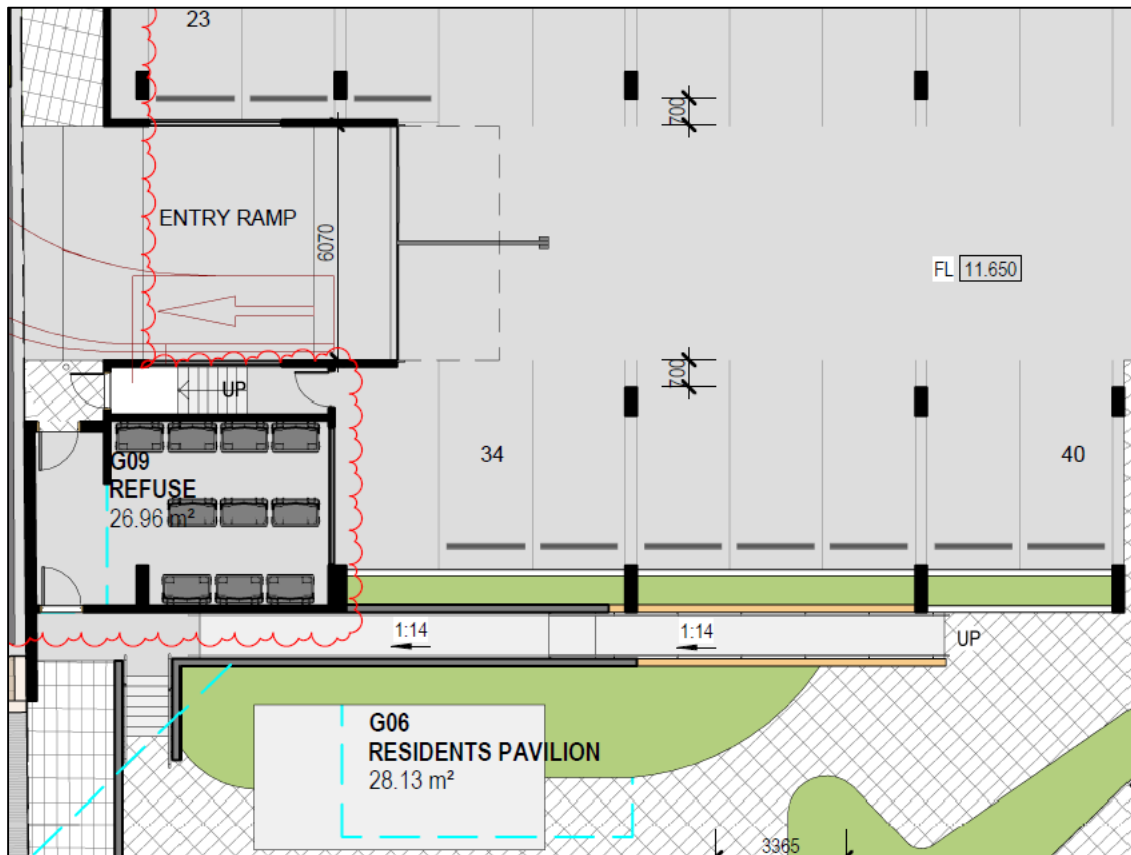 23
700
ENTRY RAMP
6070
FL 11.650
700
UP
34
40
G09
REFUSE
26.96 m²
1:14
1:14
UP
G06
RESIDENTS PAVILION
28.13 m²
3365